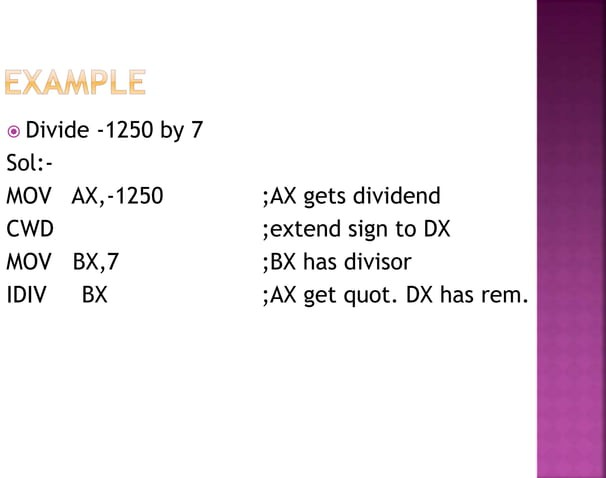 EXAMPLE
Divide -1250 by 7
Sol:-
MOV AX,-1250 ;AX gets dividend
CWD ;extend sign to DX
MOV BX,7 ;BX has divisor
IDIV BX ;AX get quot. DX has rem.